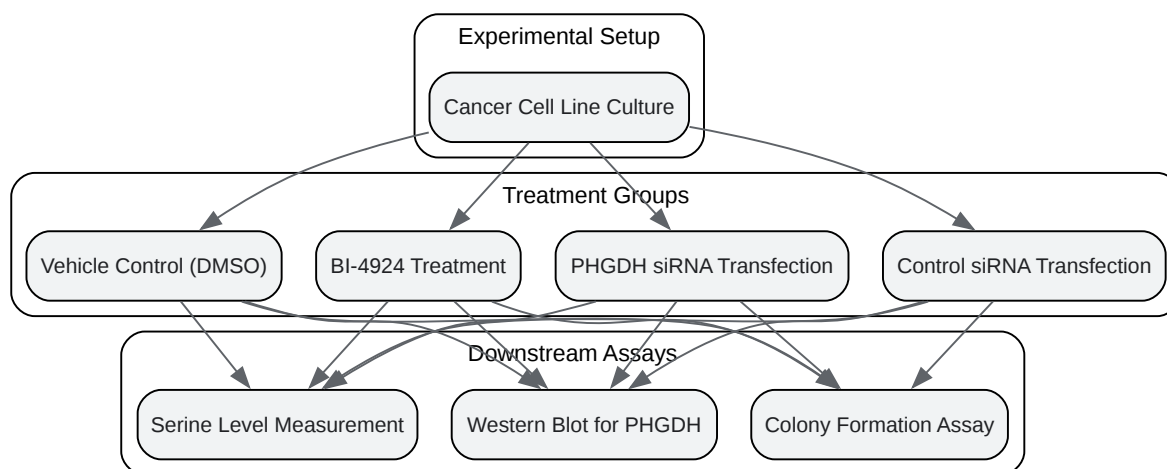 Experimental Setup
Cancer Cell Line Culture
Treatment Groups
Vehicle Control (DMSO)
BI-4924 Treatment
PHGDH siRNA Transfection
Control siRNA Transfection
Downstream Assays
Serine Level Measurement
Western Blot for PHGDH
Colony Formation Assay